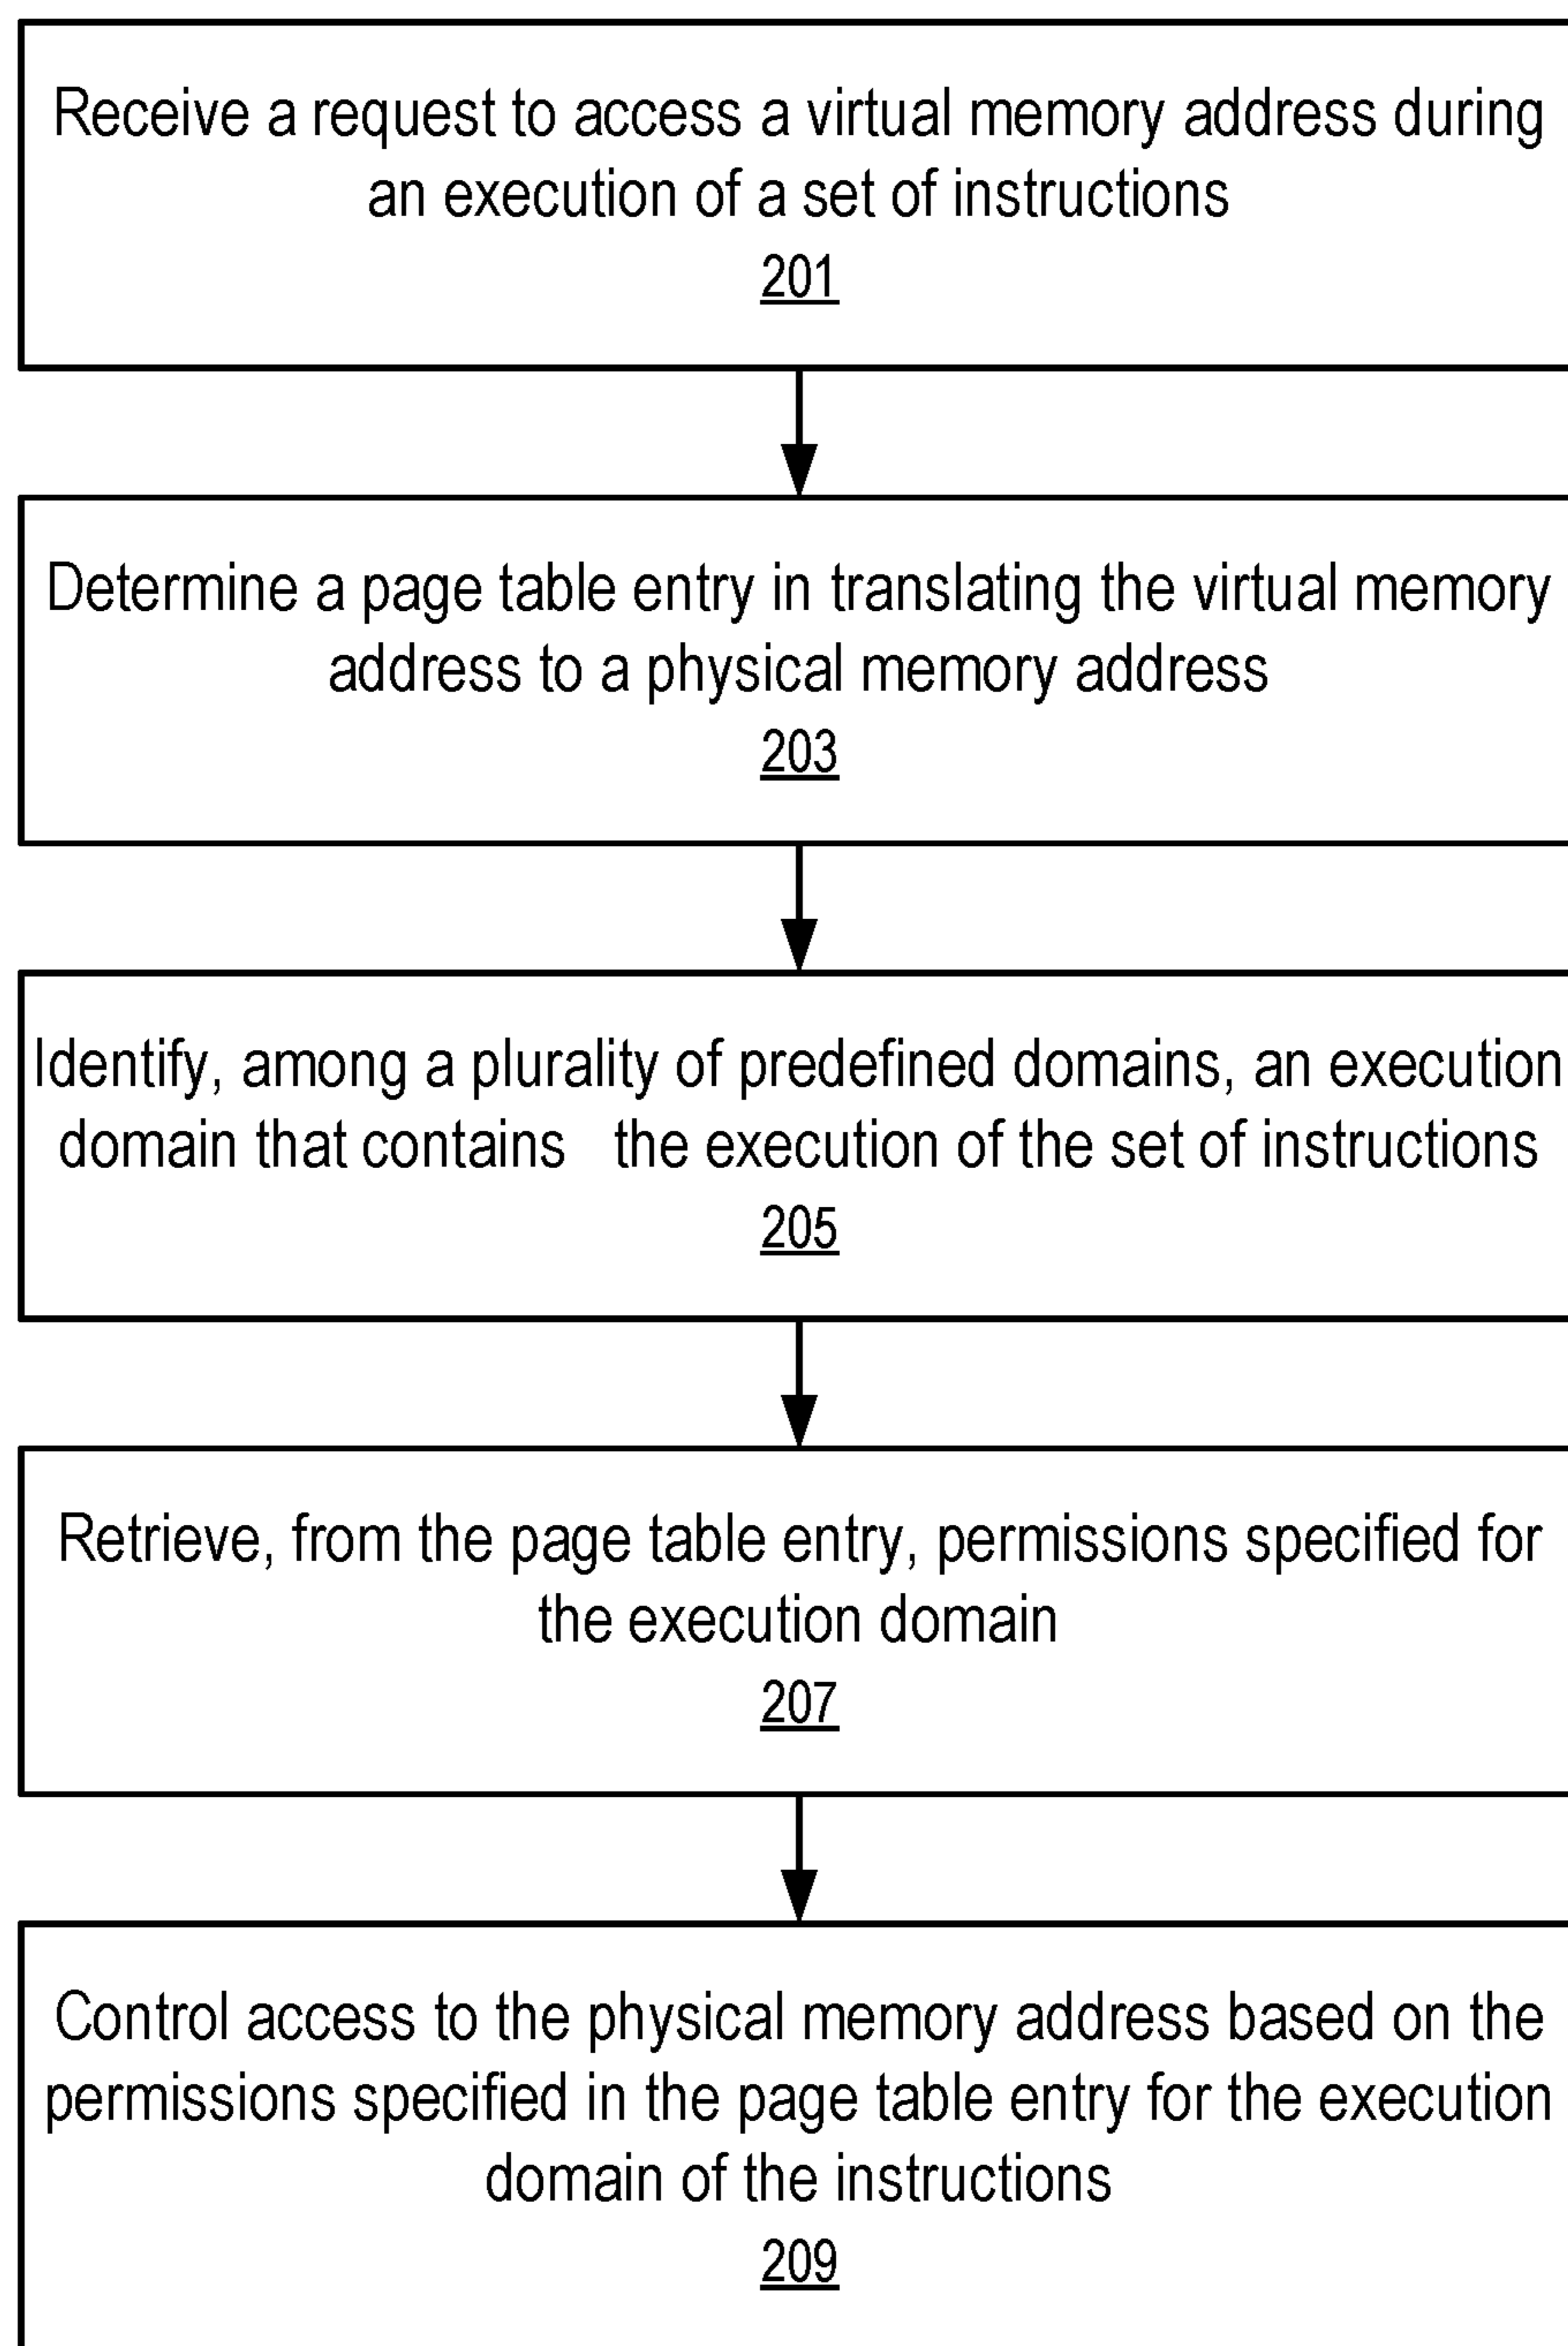 Receive a request to access a virtual memory address during
an execution of a set of instructions
201
Determine a page table entry in translating the virtual memory
address to a physical memory address
203
Identify, among a plurality of predefined domains, an execution
domain that contains the execution of the set of instructions
205
Retrieve, from the page table entry, permissions specified for
the execution domain
207
Control access to the physical memory address based on the
permissions specified in the page table entry for the execution
domain of the instructions
209